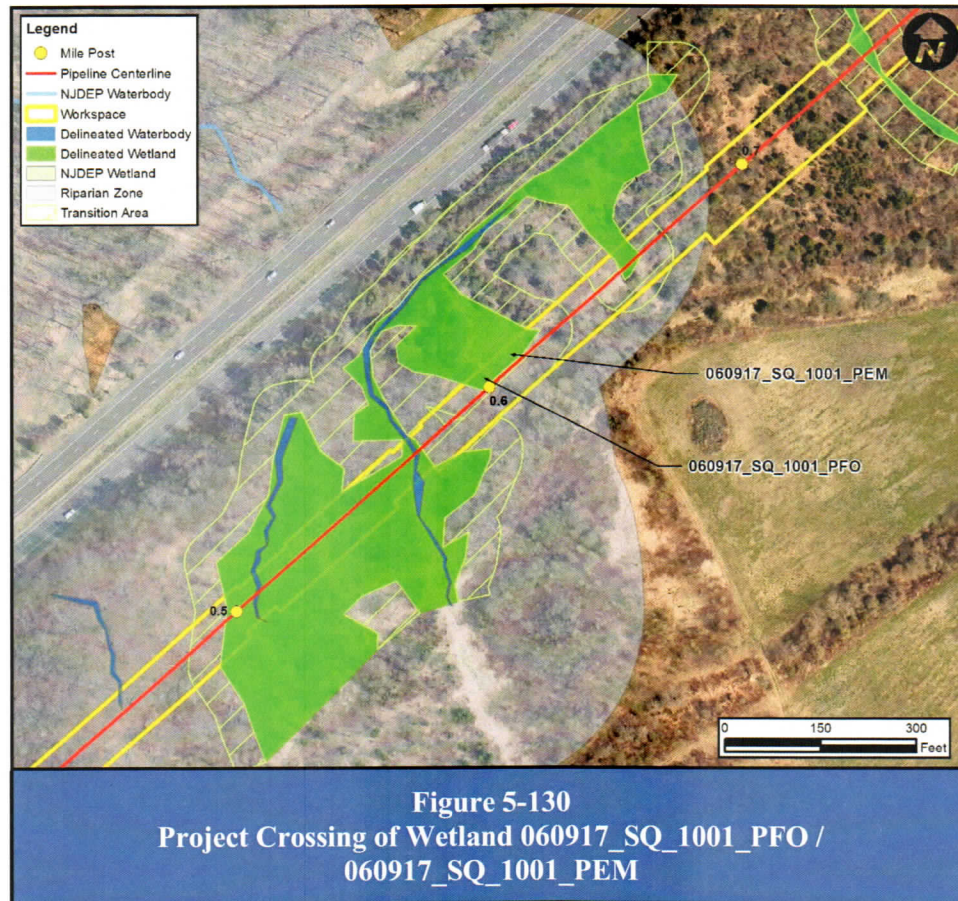 Legend
Mile Post
Pipeline Centerline
NJDEP Waterbody
Workspace
Delineated Waterbody
Delineated Wetland
NJDEP Wetland
Riparian Zone
Transition Area
N
0.7
060917_SQ_1001_PEM
0.6
060917_SQ_1001_PFO
0.5
0 150 300
Feet
Figure 5-130
Project Crossing of Wetland 060917_SQ_1001_PFO /
060917_SQ_1001_PEM